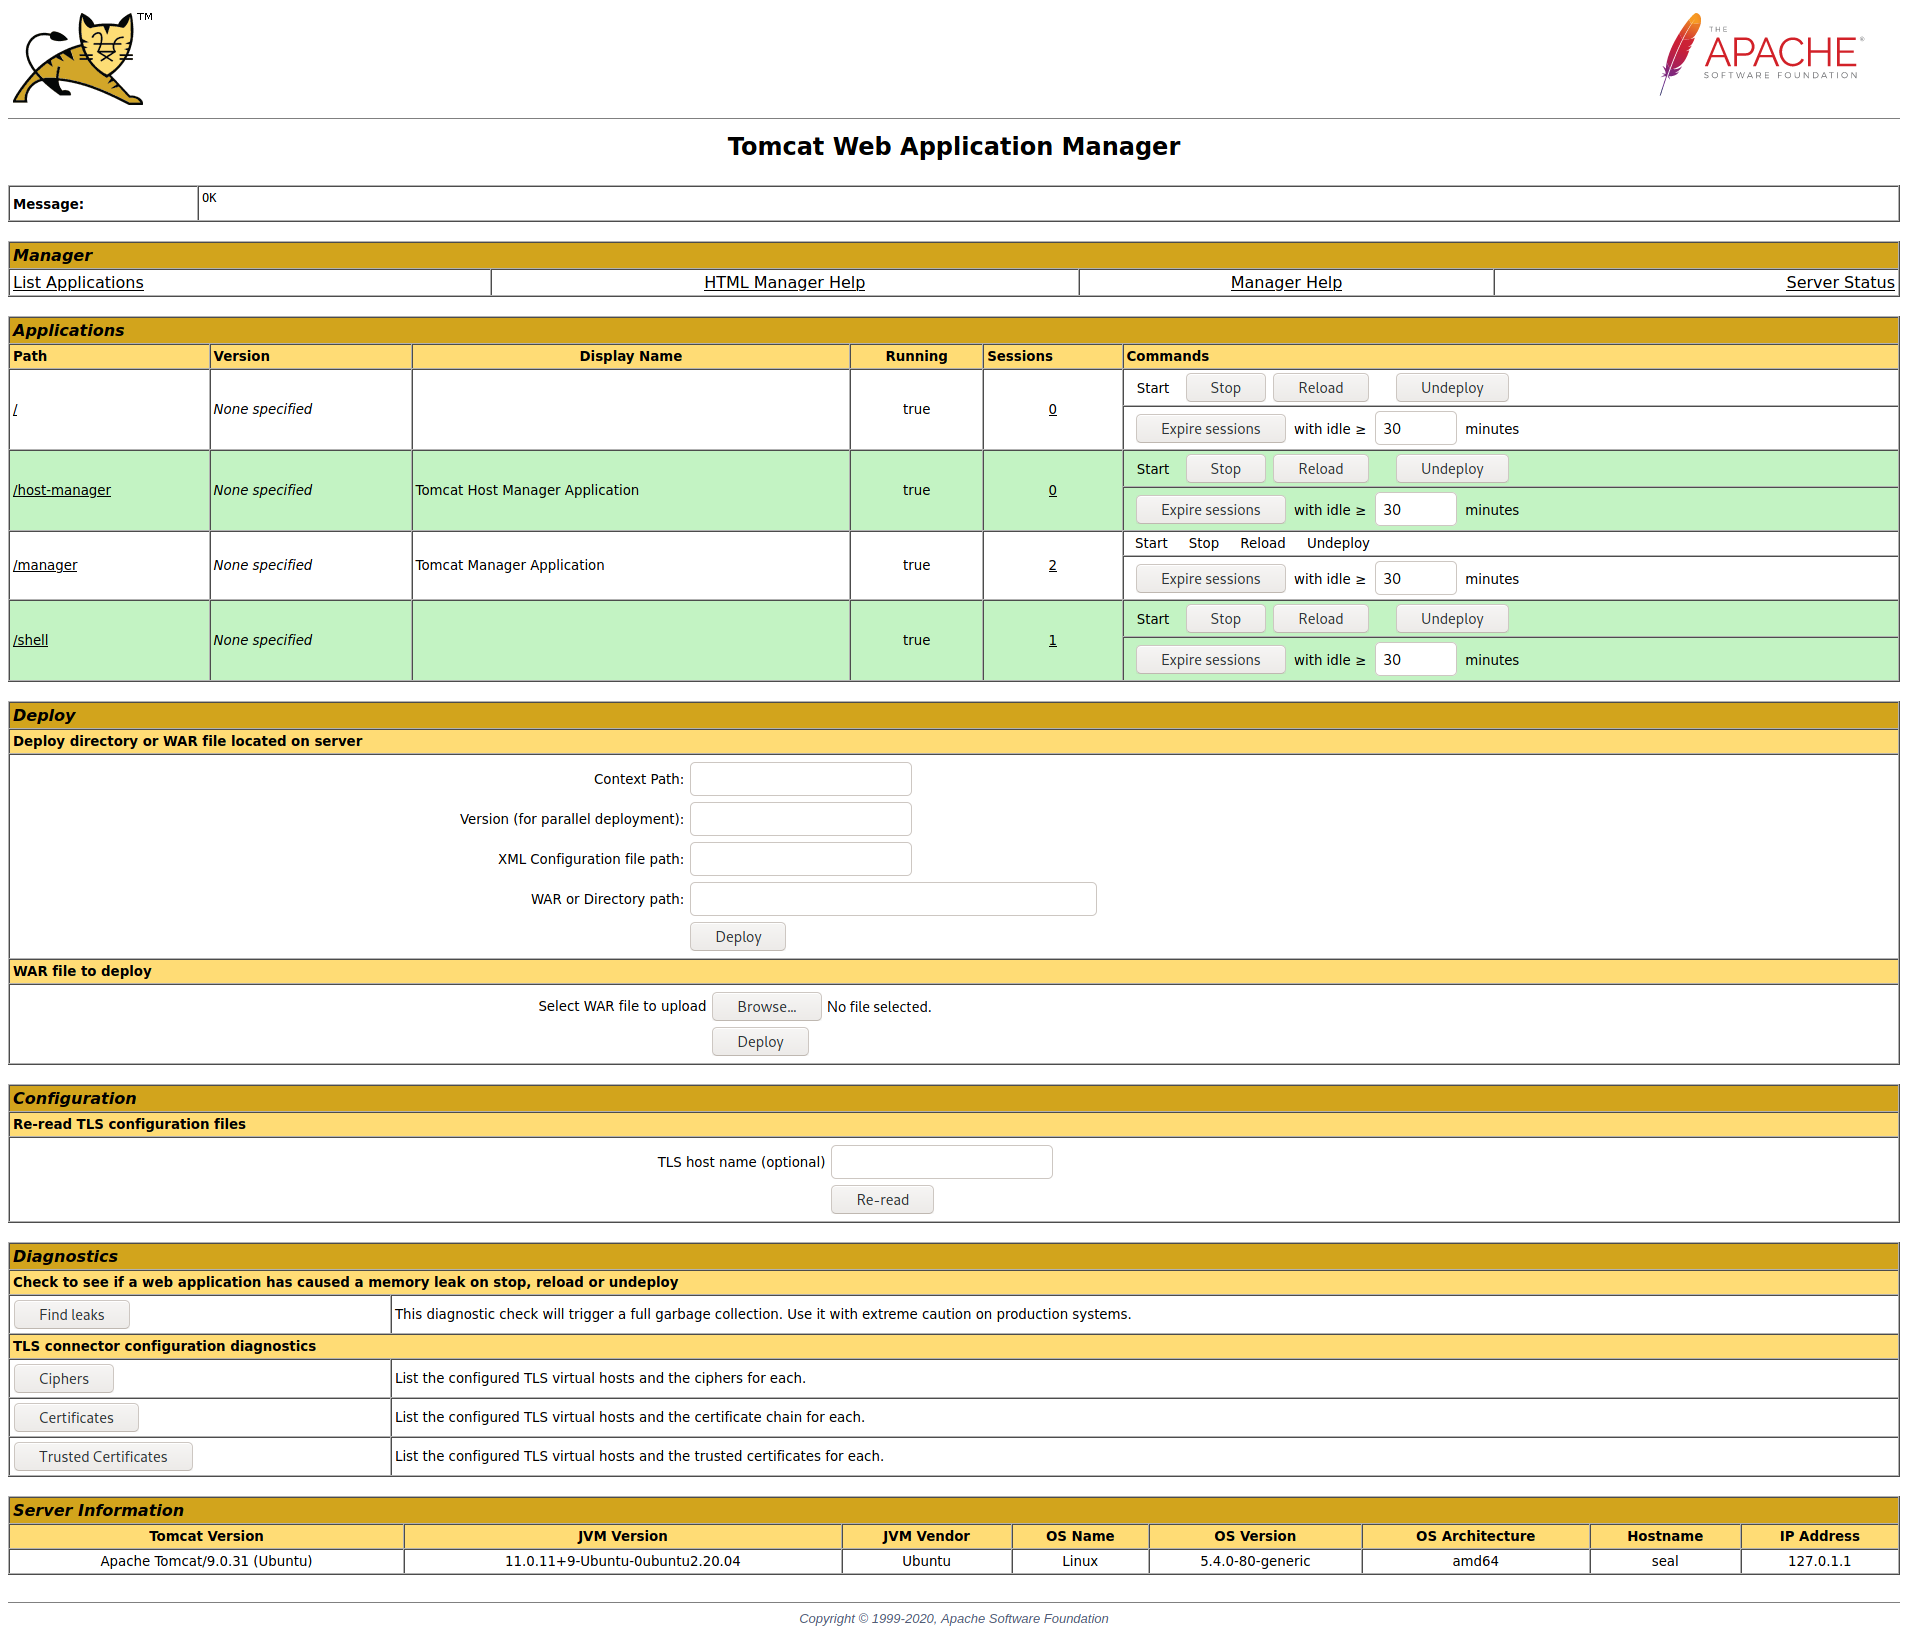 TM
THE
APACHE®
SOFTWARE FOUNDATION
Tomcat Web Application Manager
Message: OK
Manager
List Applications HTML Manager Help Manager Help Server Status
Applications
Path Version Display Name Running Sessions Commands
/ None specified true 0 Start Stop Reload Undeploy
Expire sessions with idle ≥ 30 minutes
/host-manager None specified Tomcat Host Manager Application true 0 Start Stop Reload Undeploy
Expire sessions with idle ≥ 30 minutes
/manager None specified Tomcat Manager Application true 2 Start Stop Reload Undeploy
Expire sessions with idle ≥ 30 minutes
/shell None specified true 1 Start Stop Reload Undeploy
Expire sessions with idle ≥ 30 minutes
Deploy
Deploy directory or WAR file located on server
Context Path:
Version (for parallel deployment):
XML Configuration file path:
WAR or Directory path:
Deploy
WAR file to deploy
Select WAR file to upload Browse... No file selected.
Deploy
Configuration
Re-read TLS configuration files
TLS host name (optional)
Re-read
Diagnostics
Check to see if a web application has caused a memory leak on stop, reload or undeploy
Find leaks This diagnostic check will trigger a full garbage collection. Use it with extreme caution on production systems.
TLS connector configuration diagnostics
Ciphers List the configured TLS virtual hosts and the ciphers for each.
Certificates List the configured TLS virtual hosts and the certificate chain for each.
Trusted Certificates List the configured TLS virtual hosts and the trusted certificates for each.
Server Information
Tomcat Version JVM Version JVM Vendor OS Name OS Version OS Architecture Hostname IP Address
Apache Tomcat/9.0.31 (Ubuntu) 11.0.11+9-Ubuntu-0ubuntu2.20.04 Ubuntu Linux 5.4.0-80-generic amd64 seal 127.0.1.1
Copyright © 1999-2020, Apache Software Foundation